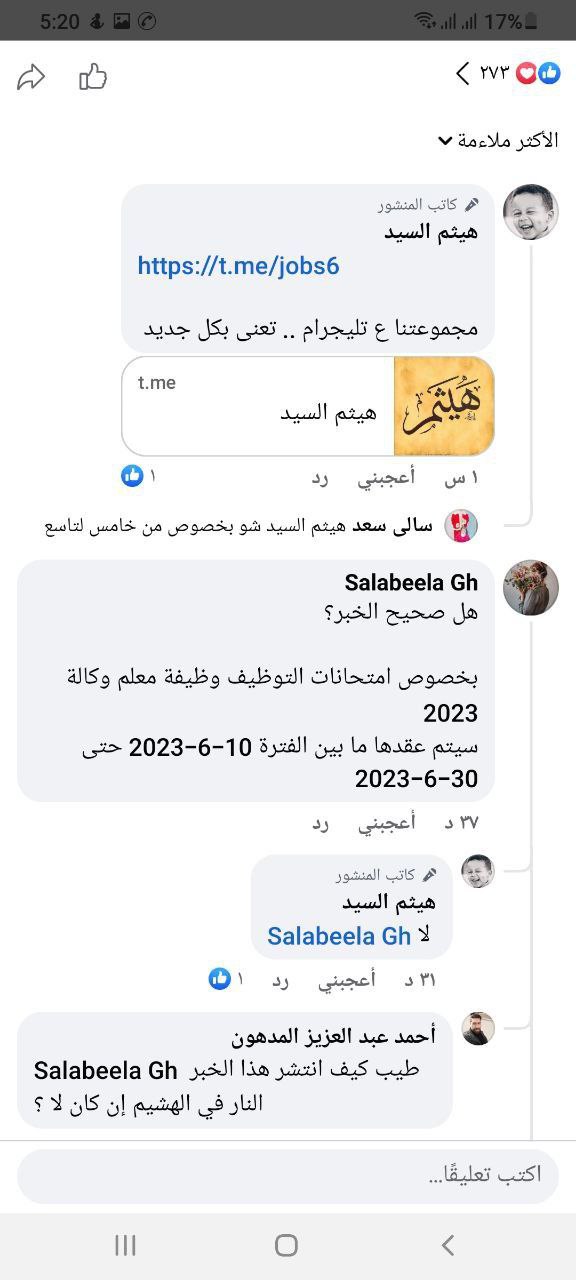 5:20
17%
٢٧٣
الأكثر ملاءمة
كاتب المنشور
هيثم السيد
https://t.me/jobs6
مجموعتنا ع تليجرام .. تعنى بكل جديد
t.me
هيثم السيد
هيثم
١ س أعجبني رد ١
سالى سعد هيثم السيد شو بخصوص من خامس لتاسع
Salabeela Gh
هل صحيح الخبر؟
بخصوص امتحانات التوظيف وظيفة معلم وكالة
2023
سيتم عقدها ما بين الفترة 10-6-2023 حتى
30-6-2023
٣٧ د أعجبني رد
كاتب المنشور
هيثم السيد
لا Salabeela Gh
٣١ د أعجبني رد ١
أحمد عبد العزيز المدهون
Salabeela Gh طيب كيف انتشر هذا الخبر
النار في الهشيم إن كان لا ؟
اكتب تعليقًا...